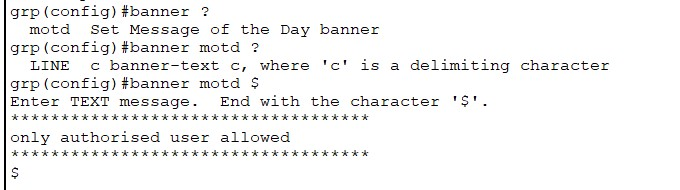 grp(config)#banner ?
  motd  Set Message of the Day banner
grp(config)#banner motd ?
  LINE  c banner-text c, where 'c' is a delimiting character
grp(config)#banner motd $
Enter TEXT message.  End with the character '$'.
************************************
only authorised user allowed
************************************
$